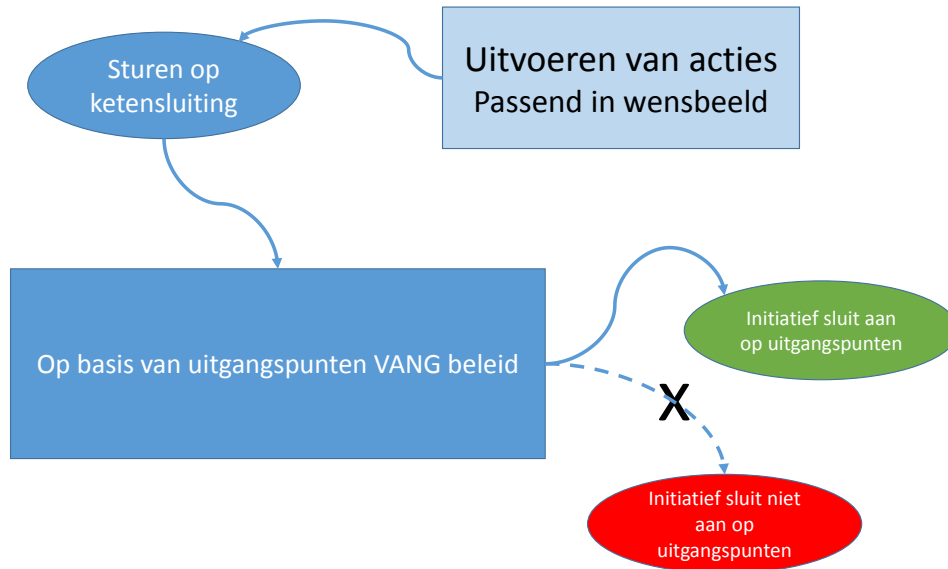 Sturen op
ketensluiting
Uitvoeren van acties
Passend in wensbeeld
Op basis van uitgangspunten VANG beleid
Initiatief sluit aan
op uitgangspunten
X
Initiatief sluit niet
aan op
uitgangspunten